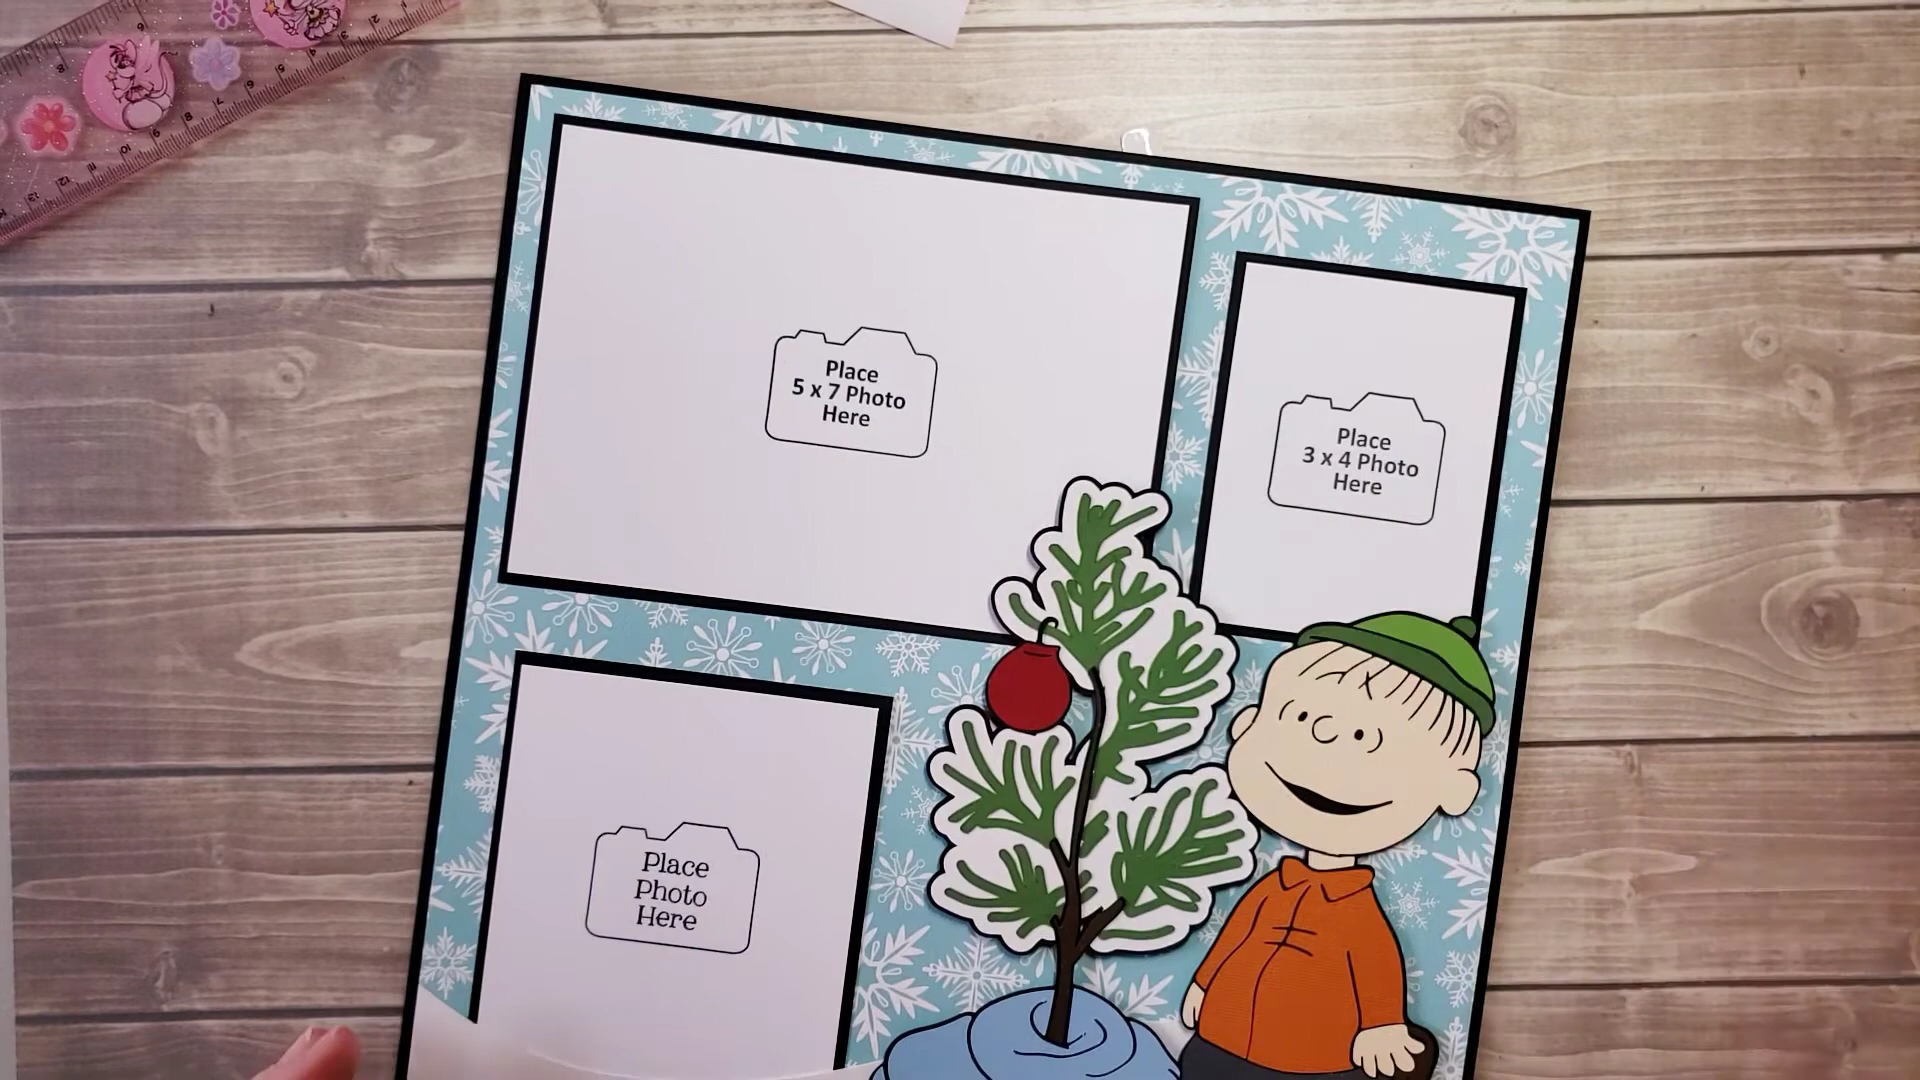 Place
5 x 7 Photo
Here
Place
3 x 4 Photo
Here
Place
Photo
Here